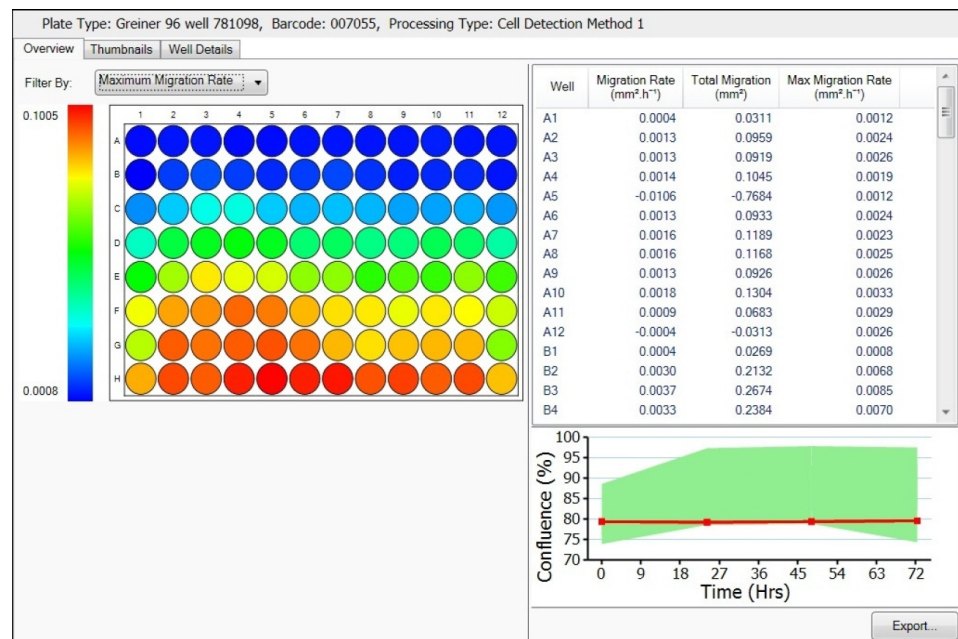 Plate Type: Greiner 96 well 781098, Barcode: 007055, Processing Type: Cell Detection Method 1
Overview Thumbnails Well Details
Filter By: Maximum Migration Rate
0.1005
0.0008
1 2 3 4 5 6 7 8 9 10 11 12
A
B
C
D
E
F
G
H
Well Migration Rate (mm².h⁻¹) Total Migration (mm²) Max Migration Rate (mm².h⁻¹)
A1 0.0004 0.0311 0.0012
A2 0.0013 0.0959 0.0024
A3 0.0013 0.0919 0.0026
A4 0.0014 0.1045 0.0019
A5 -0.0106 -0.7684 0.0012
A6 0.0013 0.0933 0.0024
A7 0.0016 0.1189 0.0023
A8 0.0016 0.1168 0.0025
A9 0.0013 0.0926 0.0026
A10 0.0018 0.1304 0.0033
A11 0.0009 0.0683 0.0029
A12 -0.0004 -0.0313 0.0026
B1 0.0004 0.0269 0.0008
B2 0.0030 0.2132 0.0068
B3 0.0037 0.2674 0.0085
B4 0.0033 0.2384 0.0070
Confluence (%)
100
95
90
85
80
75
70
0 9 18 27 36 45 54 63 72
Time (Hrs)
Export...